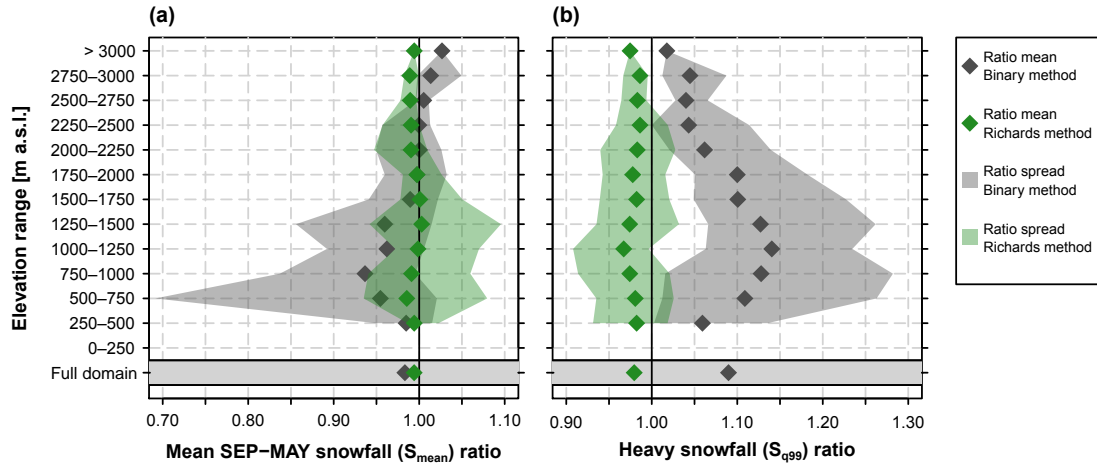 (a)
(b)
Elevation range [m a.s.l.]
> 3000
2750–3000
2500–2750
2250–2500
2000–2250
1750–2000
1500–1750
1250–1500
1000–1250
750–1000
500–750
250–500
0–250
Full domain
0.70 0.80 0.90 1.00 1.10
Mean SEP−MAY snowfall (Smean) ratio
0.90 1.00 1.10 1.20 1.30
Heavy snowfall (Sq99) ratio
Ratio mean
Binary method
Ratio mean
Richards method
Ratio spread
Binary method
Ratio spread
Richards method